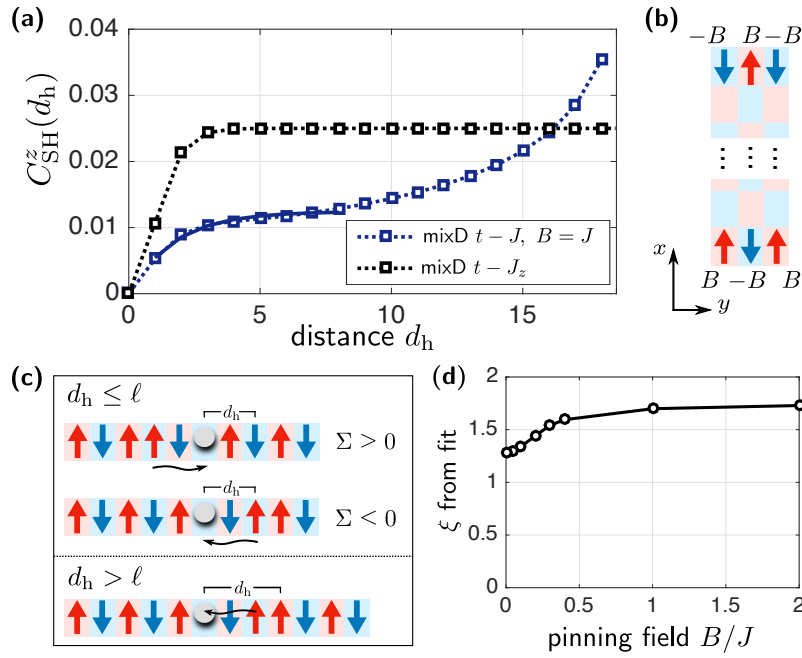 (a)
0.04
0.03
0.02
0.01
0
C^z_SH(d_h)
0 5 10 15
distance d_h
mixD t − J, B = J
mixD t − J_z
(b)
−B B −B
x
y
B −B B
(c)
d_h ≤ ℓ
d_h
Σ > 0
d_h
Σ < 0
d_h > ℓ
d_h
(d)
2
1.5
1
0.5
0
ξ from fit
0 0.5 1 1.5 2
pinning field B/J